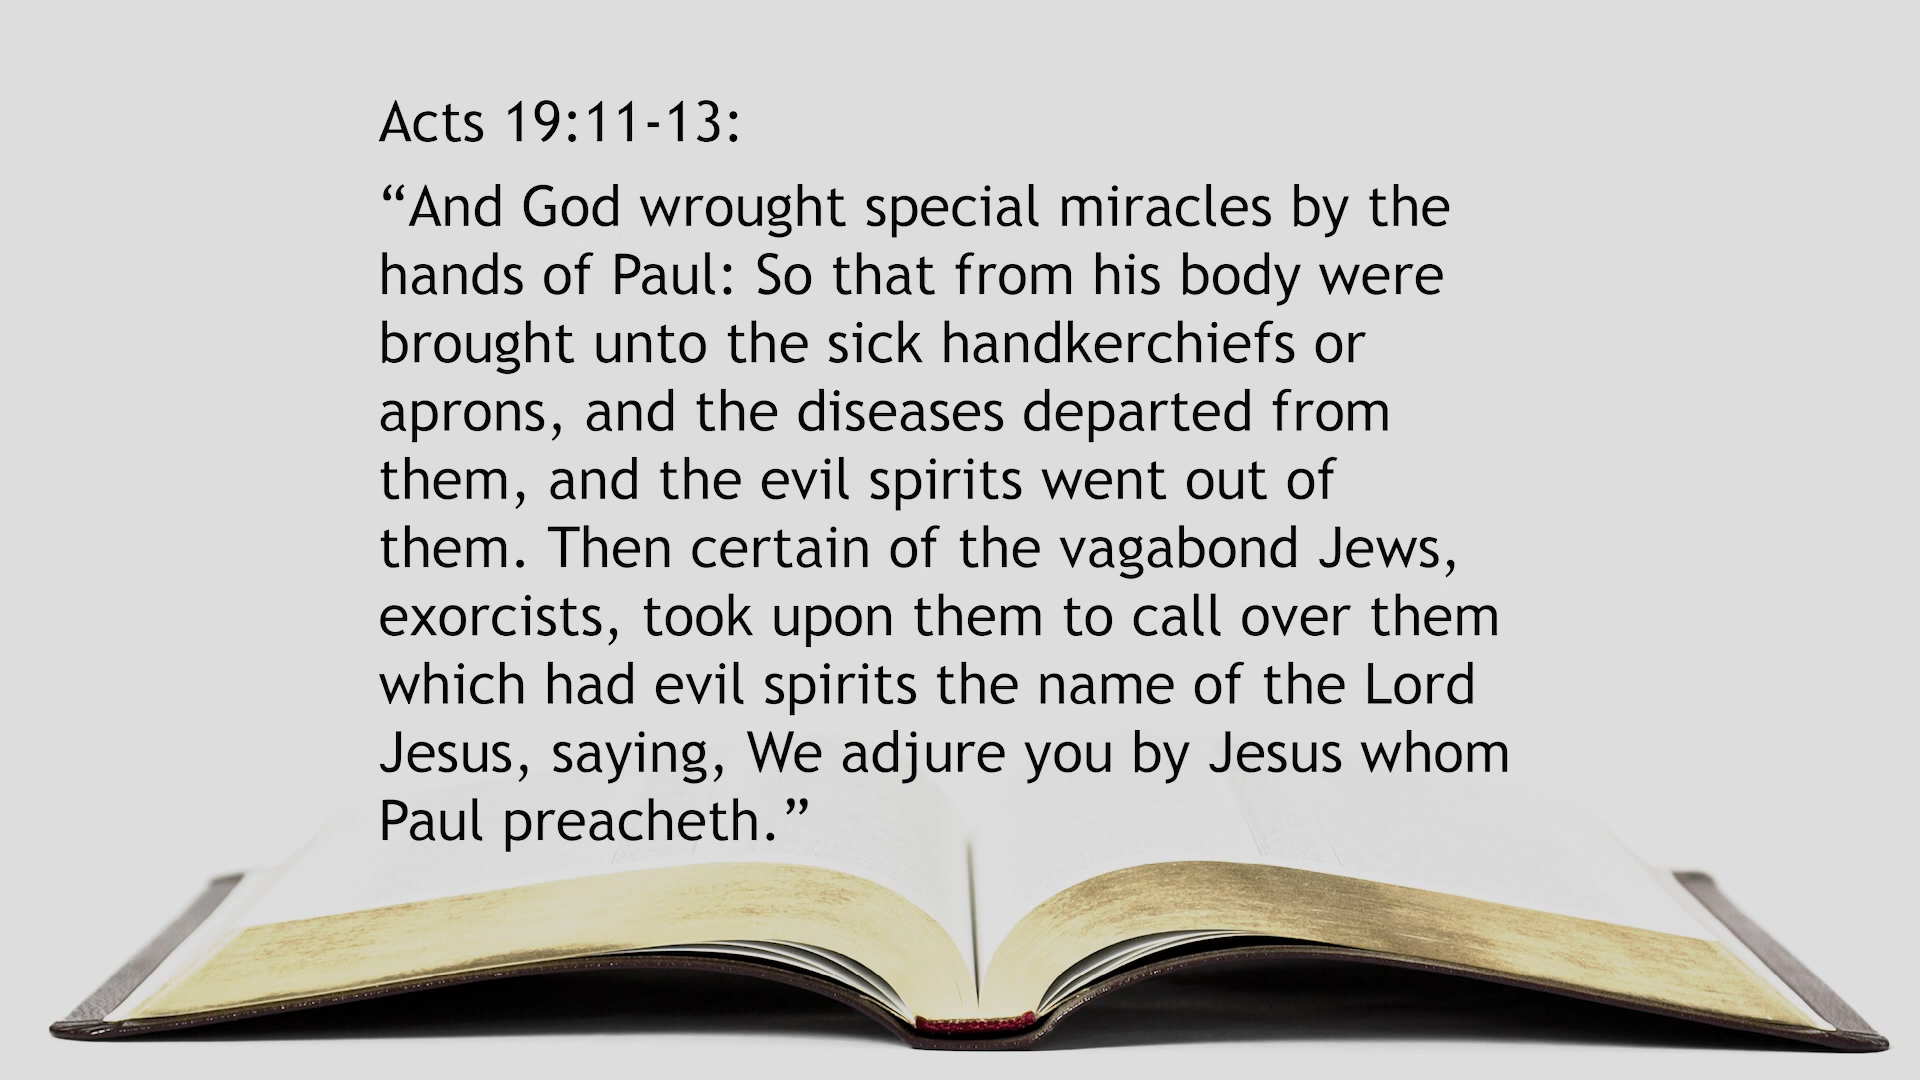 Acts 19:11-13:
“And God wrought special miracles by the
hands of Paul: So that from his body were
brought unto the sick handkerchiefs or
aprons, and the diseases departed from
them, and the evil spirits went out of
them. Then certain of the vagabond Jews,
exorcists, took upon them to call over them
which had evil spirits the name of the Lord
Jesus, saying, We adjure you by Jesus whom
Paul preacheth.”